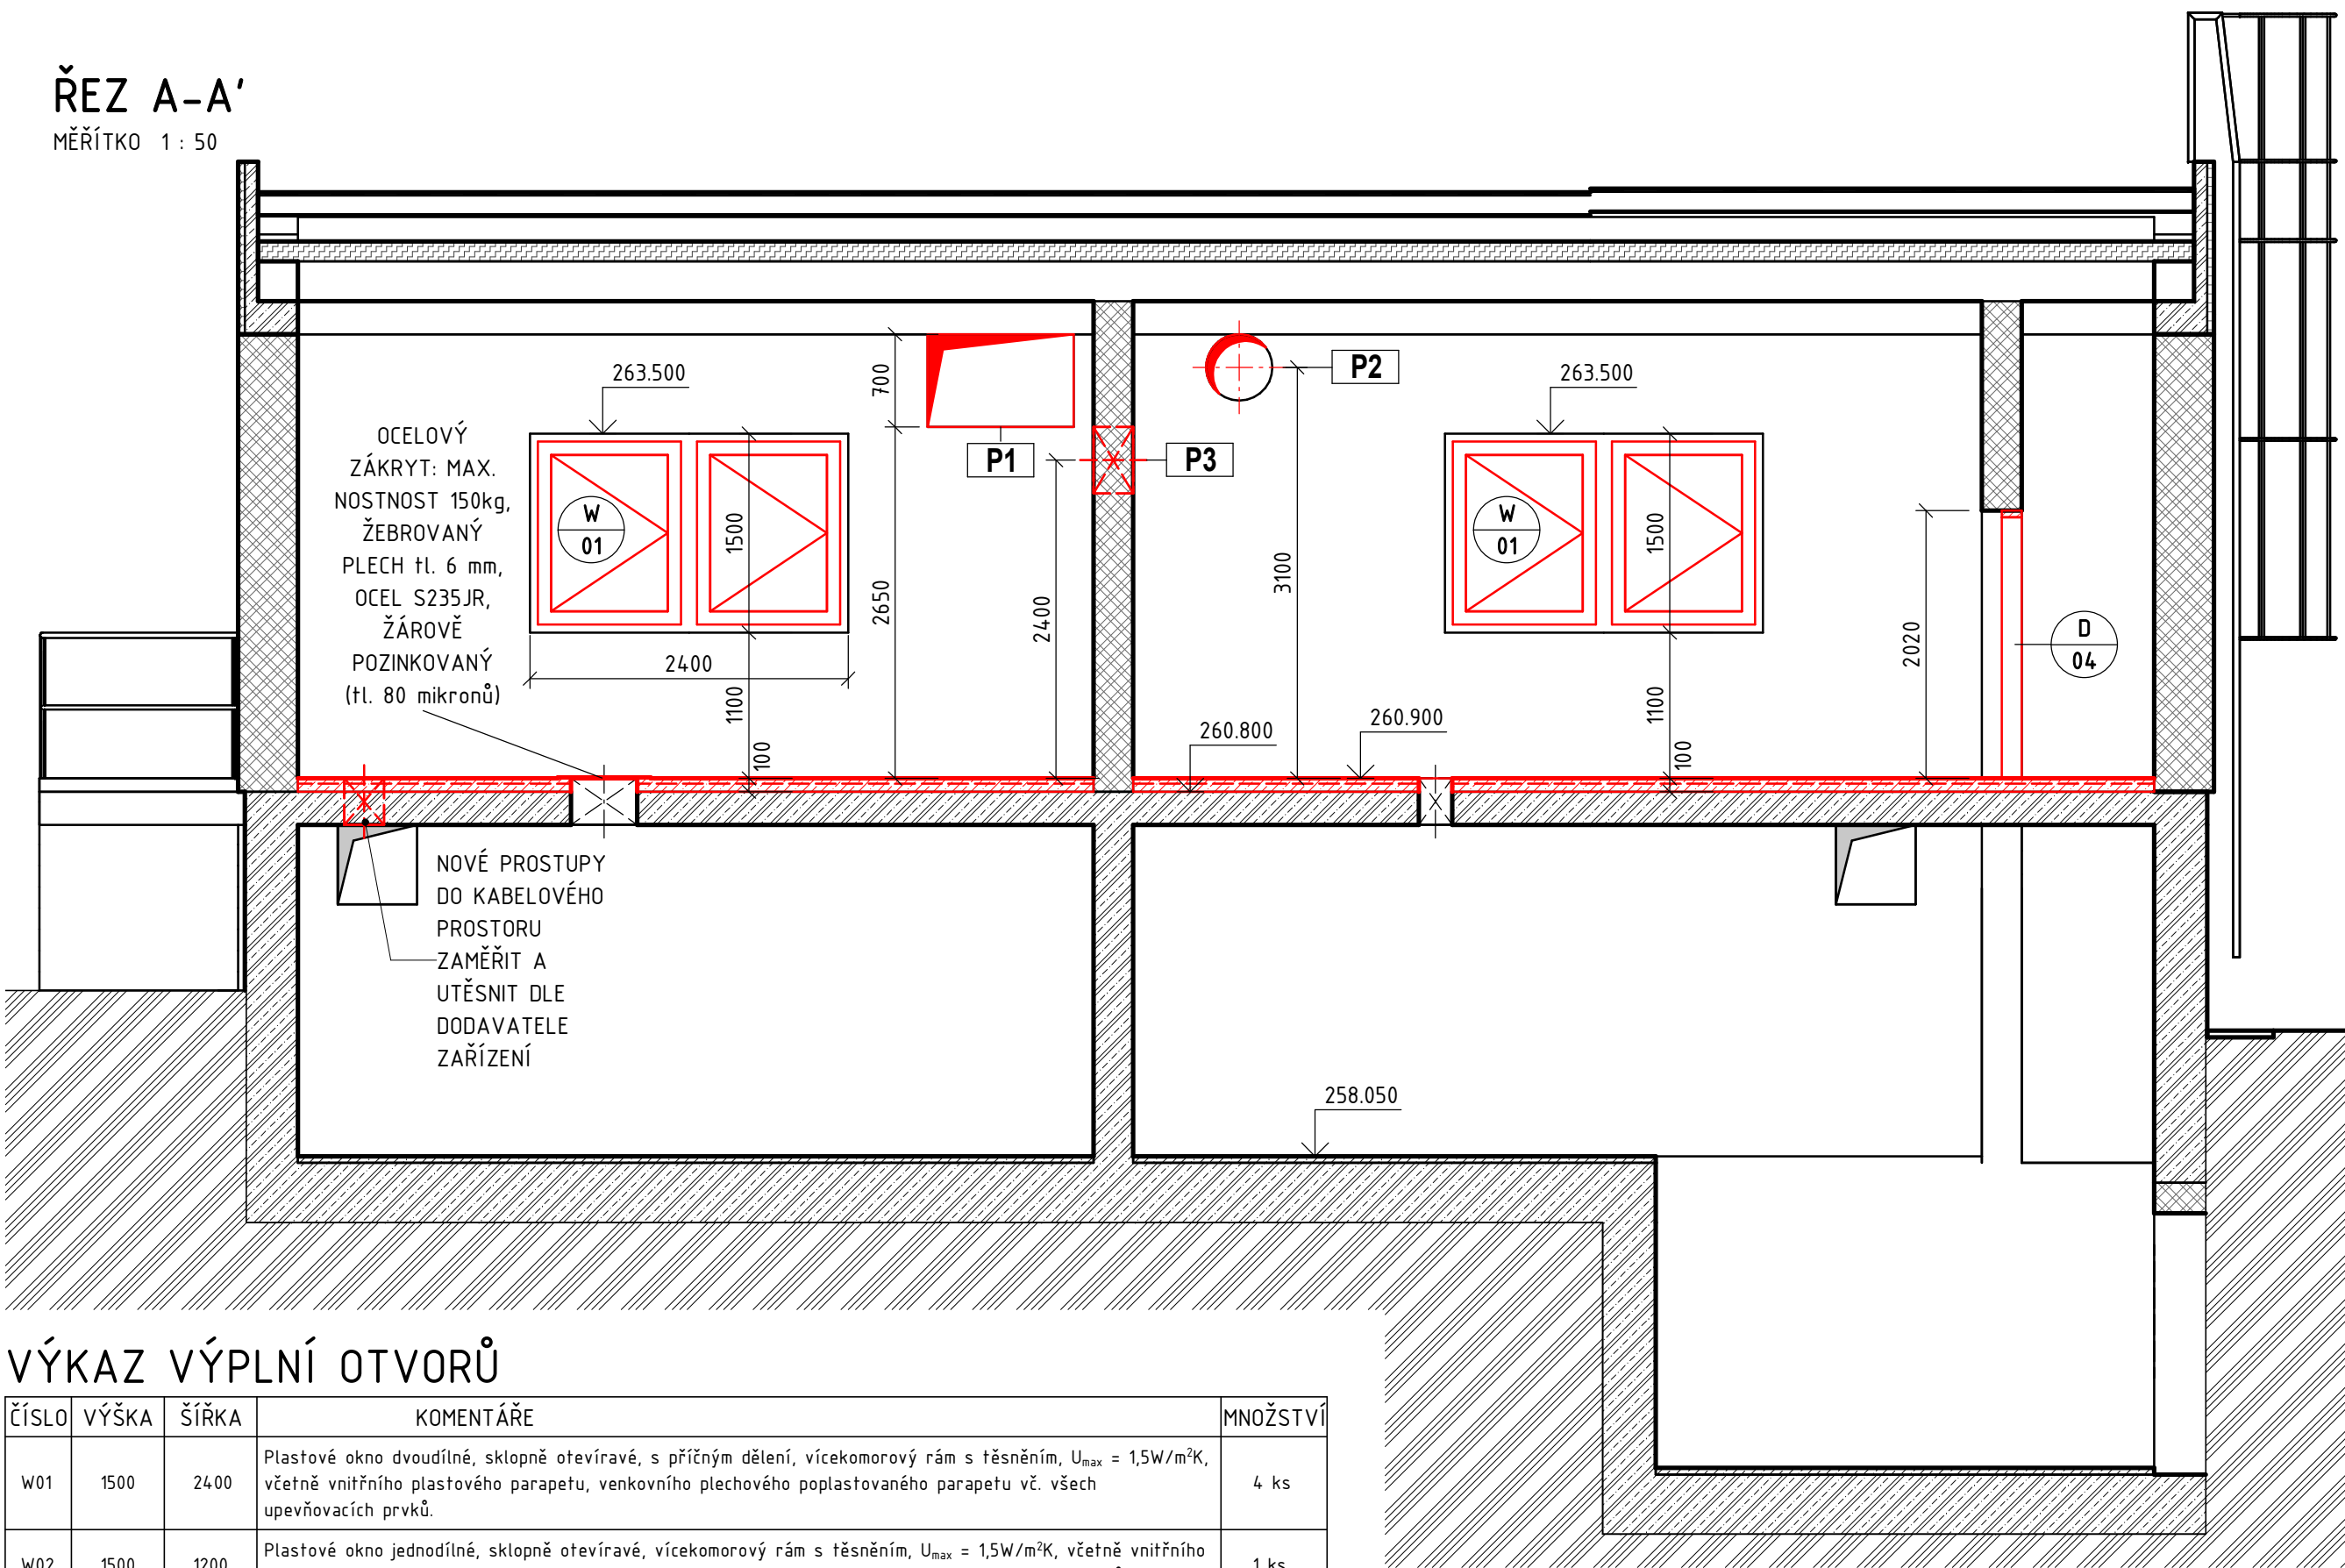 ŘEZ A-A'
MĚŘÍTKO 1 : 50
263.500
700
P2
263.500
OCELOVÝ
ZÁKRYT: MAX.
NOSTNOST 150kg,
ŽEBROVANÝ
PLECH tl. 6 mm,
OCEL S235JR,
ŽÁROVĚ
POZINKOVANÝ
(tl. 80 mikronů)
P1
P3
W
01
1500
2650
2400
3100
W
01
1500
2020
D
04
2400
1100
100
260.800
260.900
1100
100
NOVÉ PROSTUPY
DO KABELOVÉHO
PROSTORU
ZAMĚŘIT A
UTĚSNIT DLE
DODAVATELE
ZAŘÍZENÍ
258.050
VÝKAZ VÝPLNÍ OTVORŮ
ČÍSLO VÝŠKA ŠÍŘKA KOMENTÁŘE MNOŽSTVÍ
Plastové okno dvoudílné, sklopně otevíravé, s příčným dělení, vícekomorový rám s těsněním, Umax = 1,5W/m²K,
W01 1500 2400 včetně vnitřního plastového parapetu, venkovního plechového poplastovaného parapetu vč. všech 4 ks
upevňovacích prvků.
W02 1500 1200 Plastové okno jednodílné, sklopně otevíravé, vícekomorový rám s těsněním, Umax = 1,5W/m²K, včetně vnitřního 1 ks